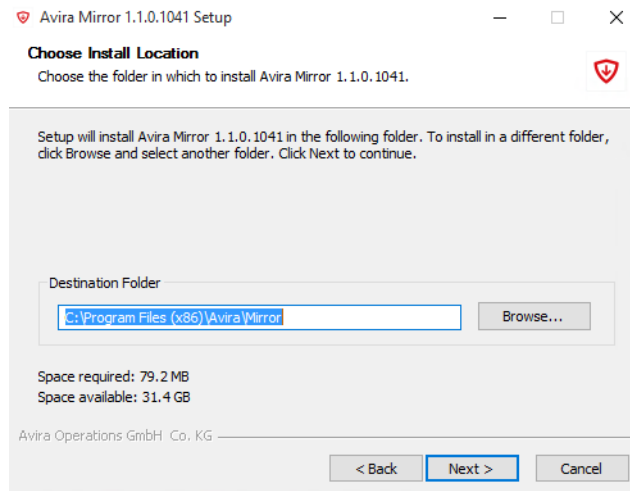 Avira Mirror 1.1.0.1041 Setup
Choose Install Location
Choose the folder in which to install Avira Mirror 1.1.0.1041.
Setup will install Avira Mirror 1.1.0.1041 in the following folder. To install in a different folder,
click Browse and select another folder. Click Next to continue.
Destination Folder
C:\Program Files (x86)\Avira\Mirror
Browse...
Space required: 79.2 MB
Space available: 31.4 GB
Avira Operations GmbH  Co. KG
< Back
Next >
Cancel